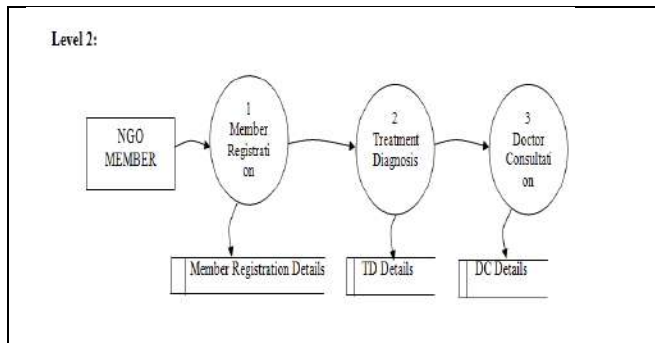 Level 2:
NGO
MEMBER
1
Member
Registrati
on
2
Treatment
Diagnosis
3
Doctor
Consultati
on
Member Registration Details
TD Details
DC Details